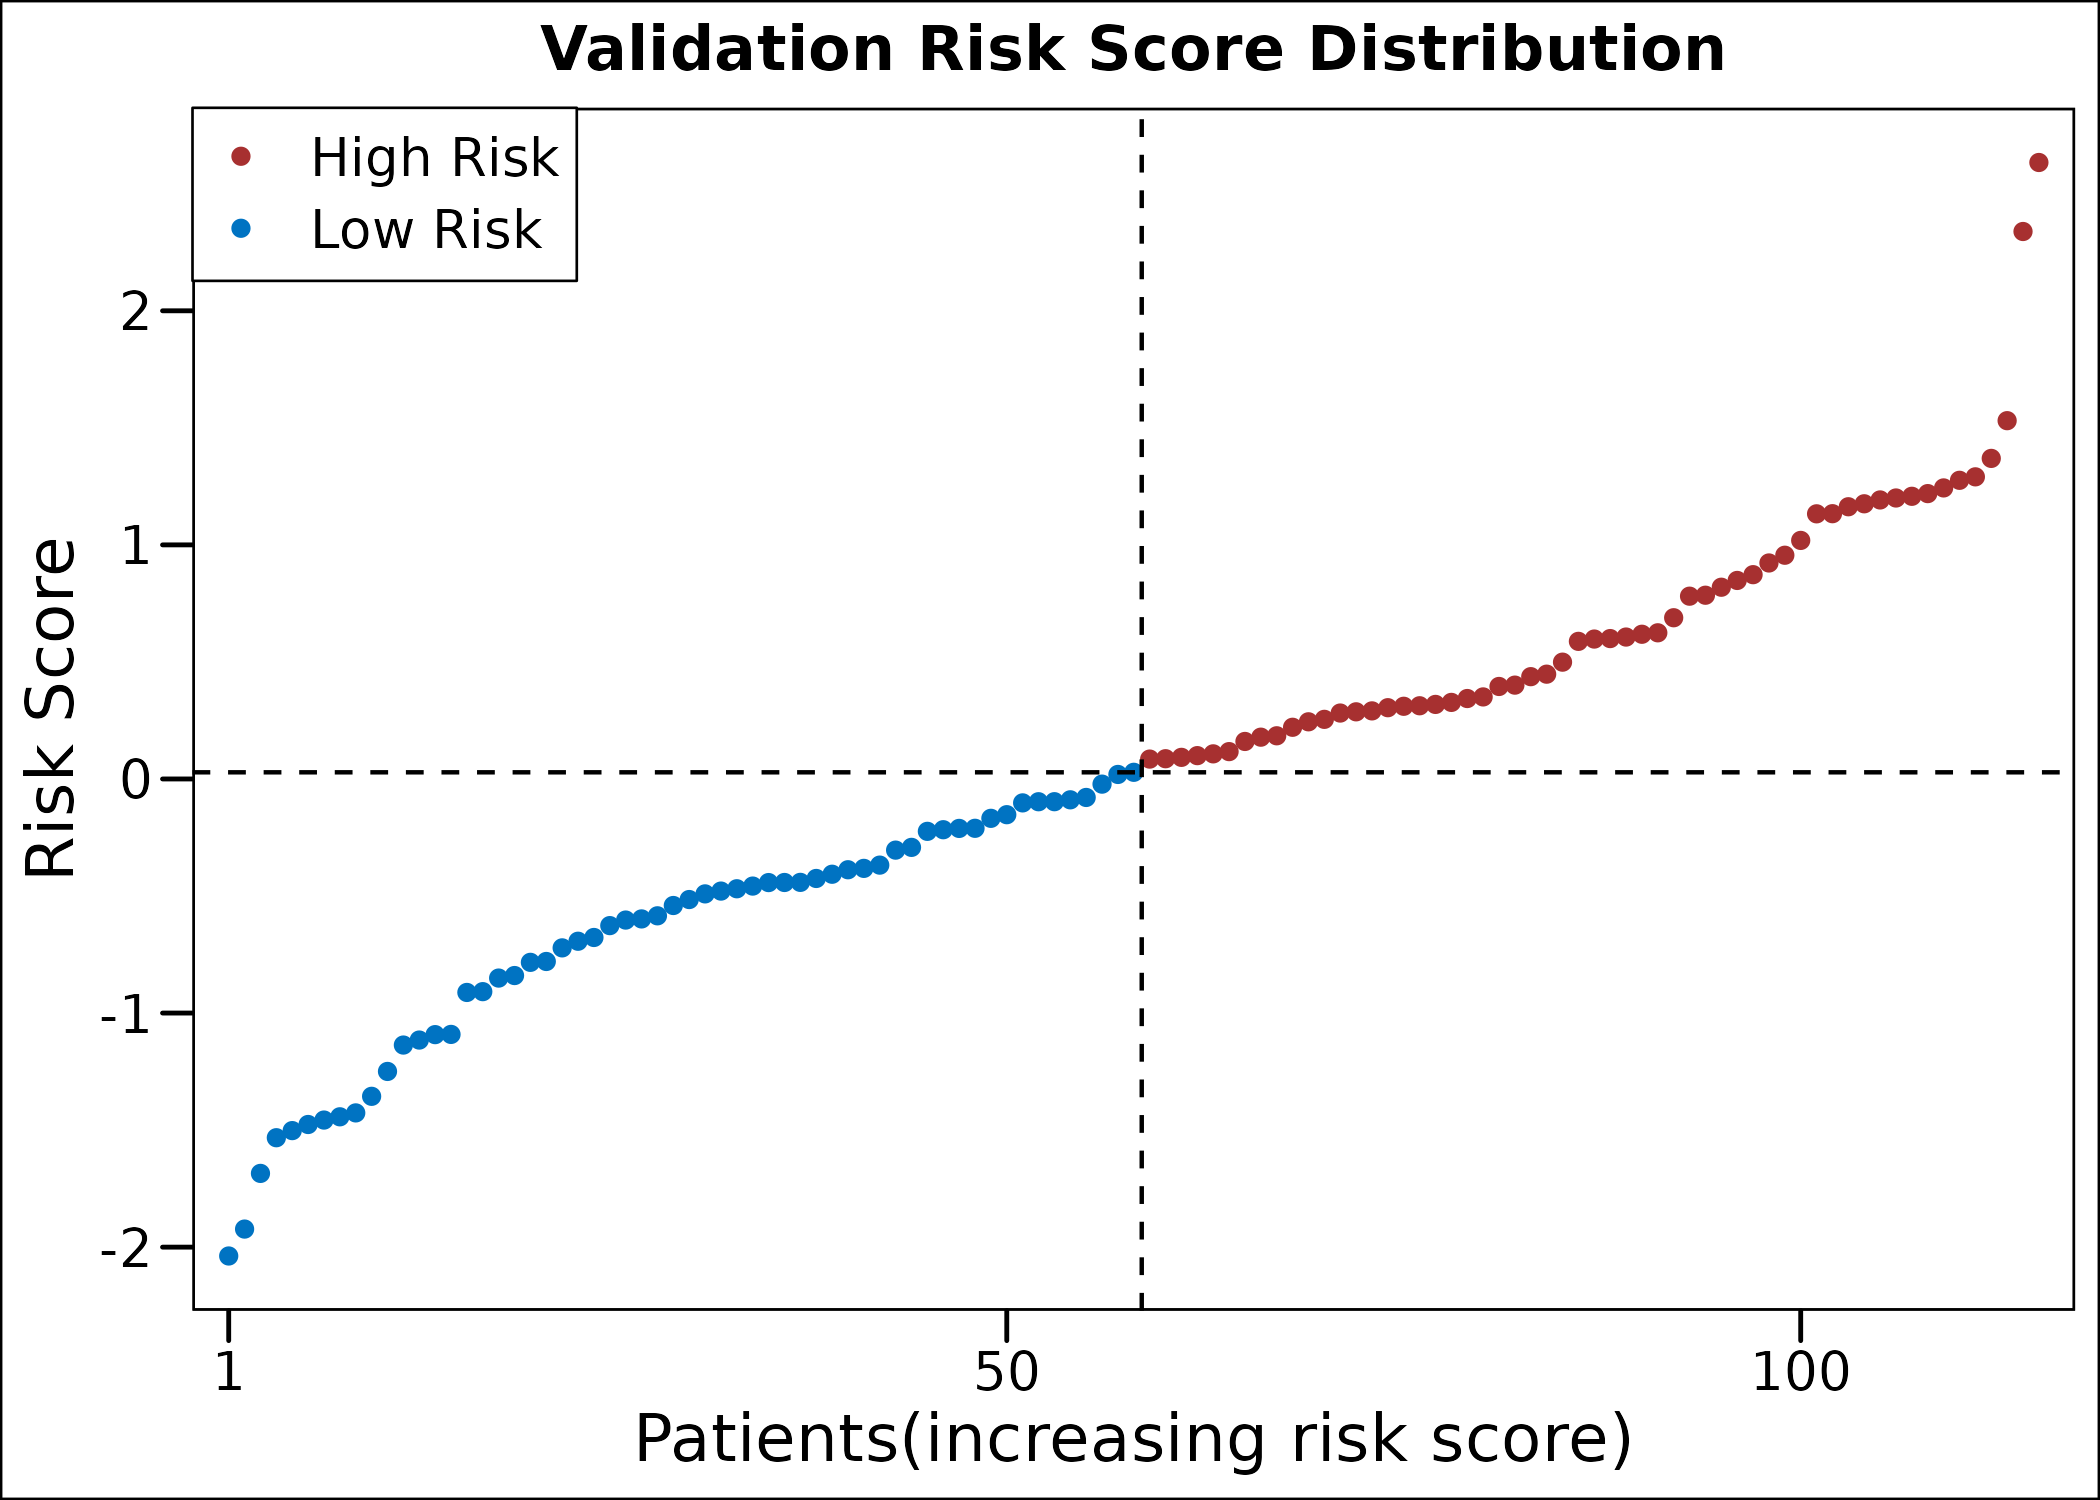 Validation Risk Score Distribution
High Risk
Low Risk
2
1
0
-1
-2
Risk Score
1
50
100
Patients(increasing risk score)